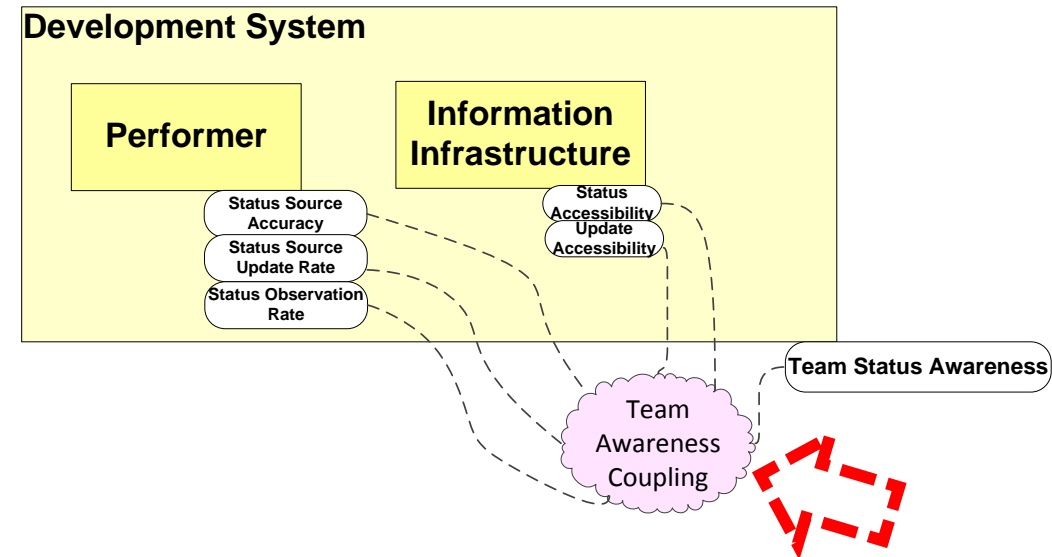 Development System
Performer
Information
Infrastructure
Status Source
Accuracy
Status Source
Update Rate
Status Observation
Rate
Status
Accessibility
Update
Accessibility
Team Status Awareness
Team
Awareness
Coupling